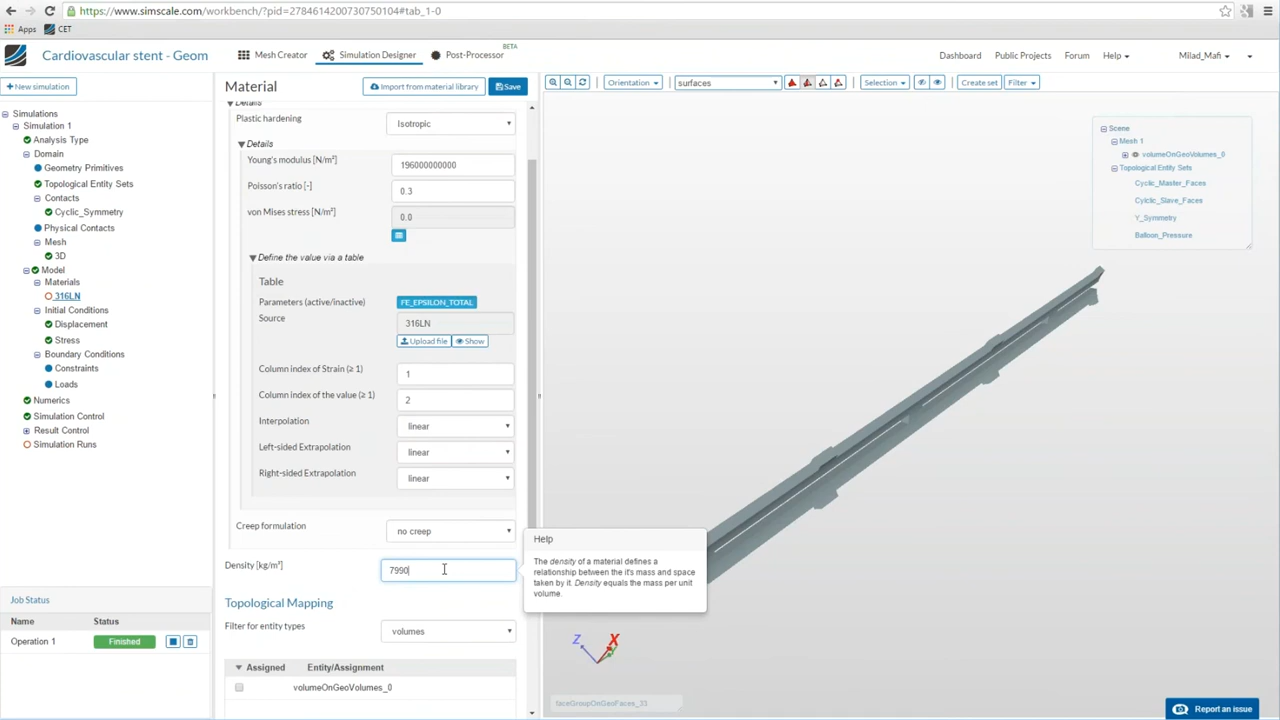 https://www.simscale.com/workbench/?pid=2784614200730750104#tab_1-0
Apps
CET
Cardiovascular stent - Geom
Mesh Creator
Simulation Designer
Post-Processor
BETA
Dashboard
Public Projects
Forum
Help
Milad_Mafi
New simulation
Simulations
Simulation 1
Analysis Type
Domain
Geometry Primitives
Topological Entity Sets
Contacts
Cyclic_Symmetry
Physical Contacts
Mesh
3D
Model
Materials
316LN
Initial Conditions
Displacement
Stress
Boundary Conditions
Constraints
Loads
Numerics
Simulation Control
Result Control
Simulation Runs
Job Status
Name Status
Operation 1 Finished
Material
Import from material library
Save
Details
Plastic hardening Isotropic
Details
Young's modulus [N/m²] 196000000000
Poisson's ratio [-] 0.3
von Mises stress [N/m²] 0.0
Define the value via a table
Table
Parameters (active/inactive) FE_EPSILON_TOTAL
Source 316LN
Upload file Show
Column index of Strain (≥ 1) 1
Column index of the value (≥ 1) 2
Interpolation linear
Left-sided Extrapolation linear
Right-sided Extrapolation linear
Creep formulation no creep
Density [kg/m³] 7990
Topological Mapping
Filter for entity types volumes
Assigned Entity/Assignment
volumeOnGeoVolumes_0
Help
The density of a material defines a
relationship between the it's mass and space
taken by it. Density equals the mass per unit
volume.
Orientation
surfaces
Selection
Create set
Filter
Scene
Mesh 1
volumeOnGeoVolumes_0
Topological Entity Sets
Cyclic_Master_Faces
Cylclic_Slave_Faces
Y_Symmetry
Balloon_Pressure
Z
X
faceGroupOnGeoFaces_33
Report an issue